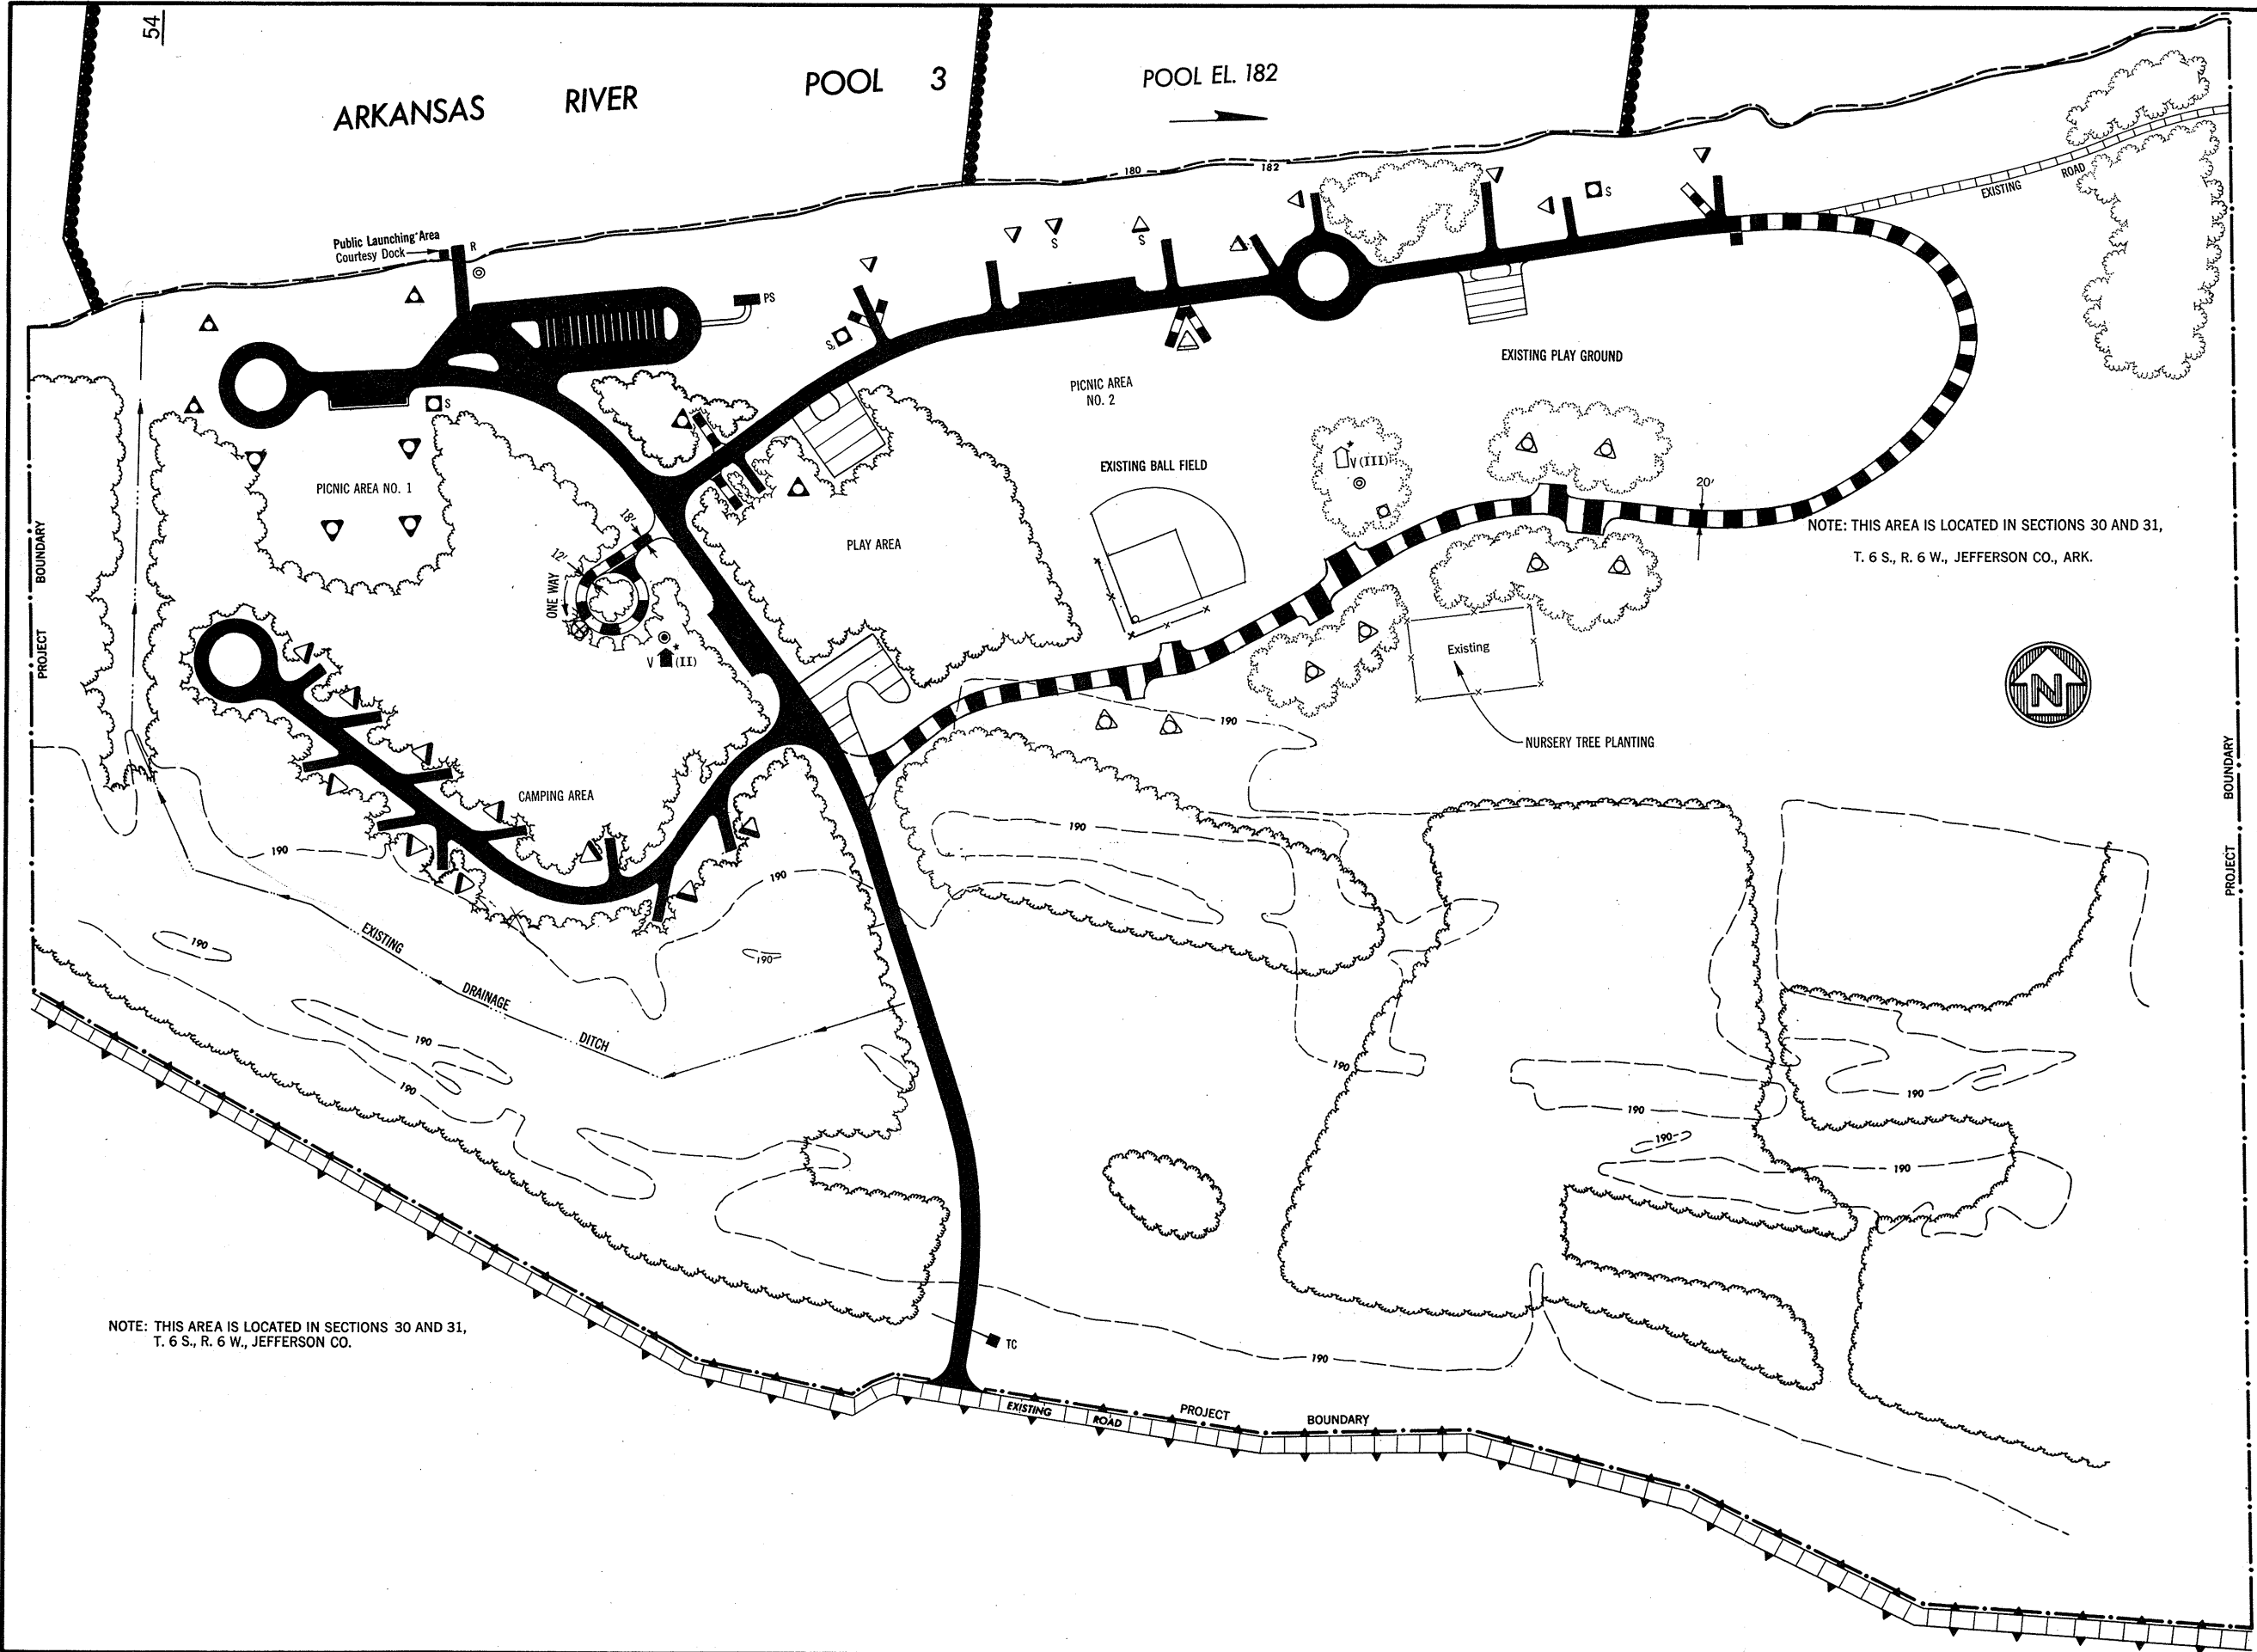 54
ARKANSAS RIVER POOL 3
POOL EL. 182
180
182
EXISTING ROAD
Public Launching Area
Courtesy Dock
R
PS
S
S
S
S
S
EXISTING PLAY GROUND
PICNIC AREA
NO. 2
PICNIC AREA NO. 1
EXISTING BALL FIELD
V (III)
20'
NOTE: THIS AREA IS LOCATED IN SECTIONS 30 AND 31,
T. 6 S., R. 6 W., JEFFERSON CO., ARK.
18'
12'
ONE WAY
PLAY AREA
V (II)
PROJECT BOUNDARY
Existing
N
190
NURSERY TREE PLANTING
PROJECT BOUNDARY
CAMPING AREA
190
190
190
190
190
EXISTING DRAINAGE DITCH
190
190
190
190
190
190
190
NOTE: THIS AREA IS LOCATED IN SECTIONS 30 AND 31,
T. 6 S., R. 6 W., JEFFERSON CO.
TC
190
EXISTING ROAD
PROJECT BOUNDARY